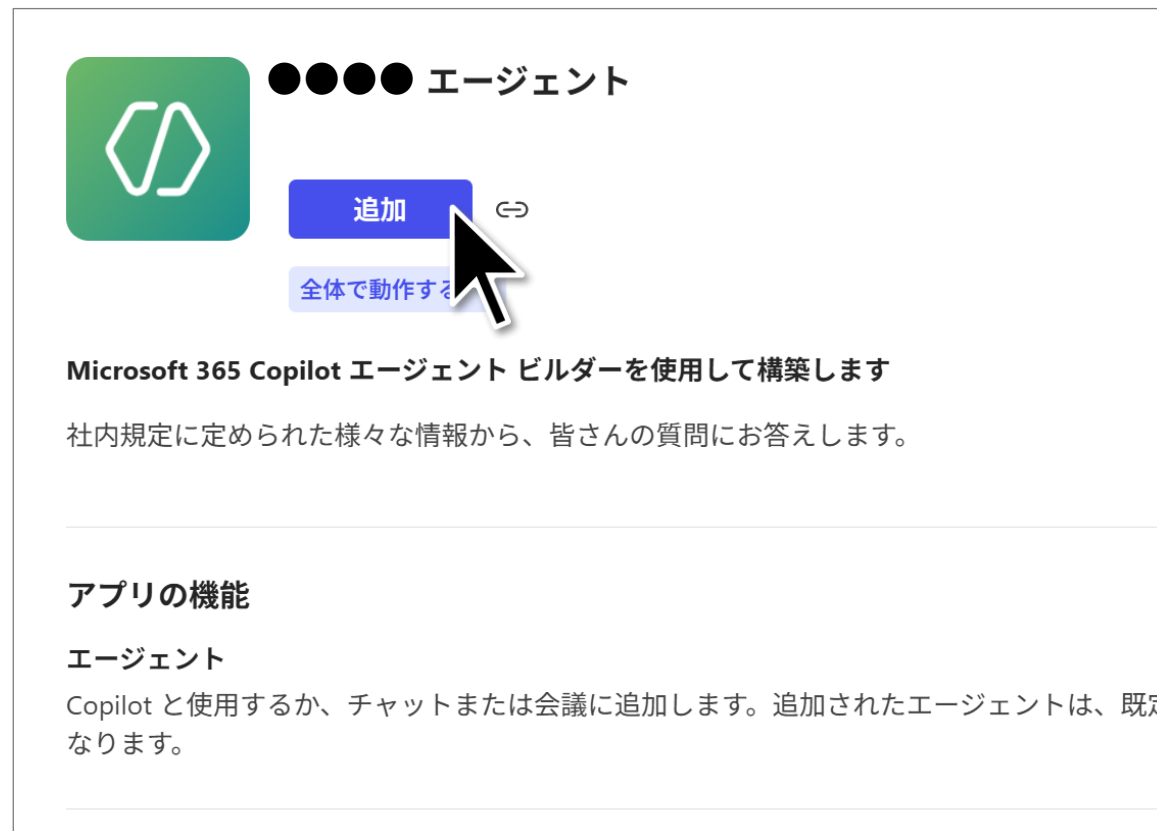 ●●●● エージェント
追加
全体で動作す
Microsoft 365 Copilot エージェント ビルダーを使用して構築します
社内規定に定められた様々な情報から、皆さんの質問にお答えします。
アプリの機能
エージェント
Copilot と使用するか、チャットまたは会議に追加します。追加されたエージェントは、既
なります。